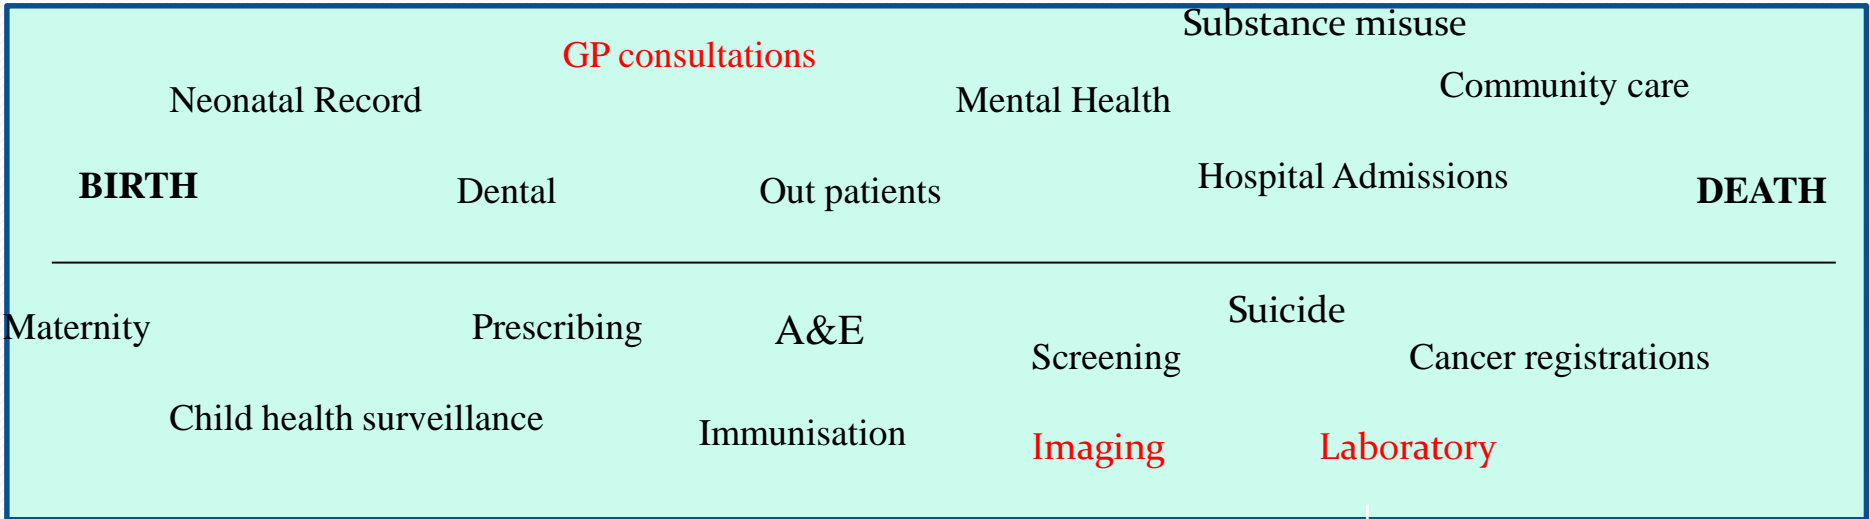 Substance misuse
GP consultations
Community care
Neonatal Record
Mental Health
Hospital Admissions
BIRTH
Dental
Out patients
DEATH
Suicide
Maternity
Prescribing
A&E
Screening
Cancer registrations
Child health surveillance
Immunisation
Imaging
Laboratory